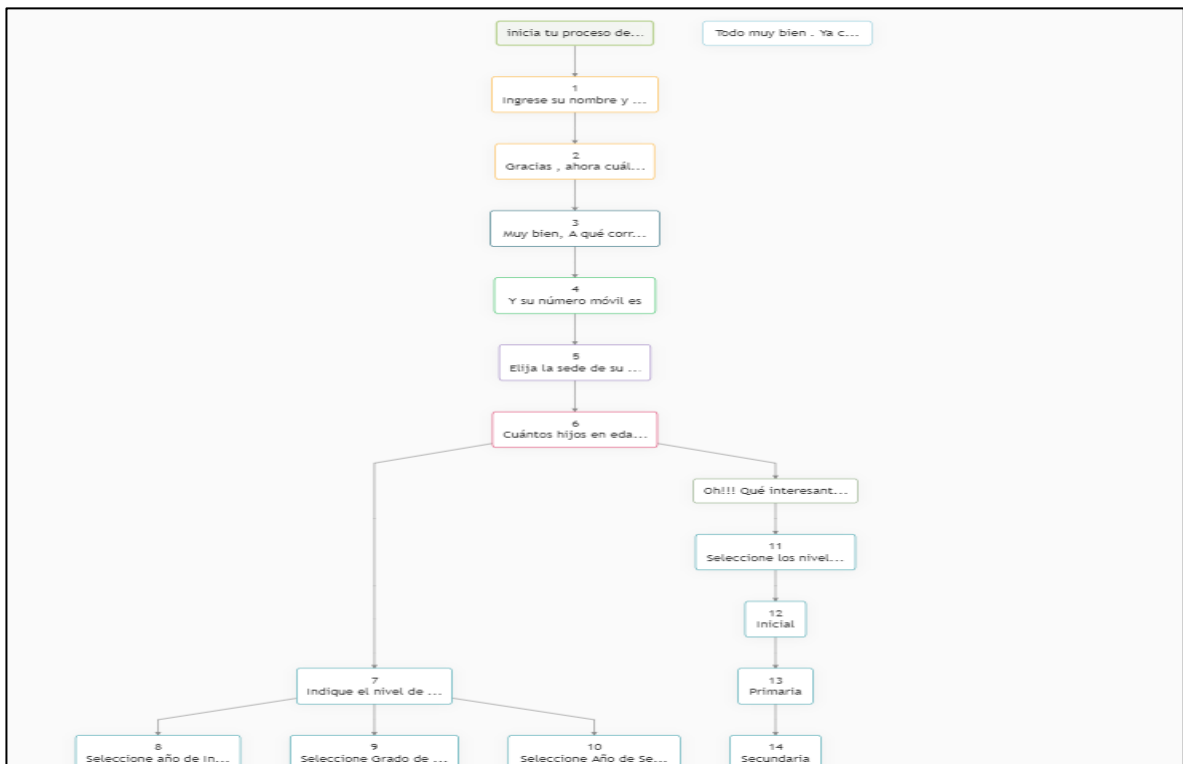 inicia tu proceso de...
Todo muy bien . Ya c...
1
Ingrese su nombre y ...
2
Gracias , ahora cuál...
3
Muy bien, A qué corr...
4
Y su número móvil es
5
Elija la sede de su ...
6
Cuántos hijos en eda...
Oh!!! Qué interesant...
11
Seleccione los nivel...
12
Inicial
7
Indique el nivel de ...
13
Primaria
8
Seleccione año de In...
9
Seleccione Grado de ...
10
Seleccione Año de Se...
14
Secundaria